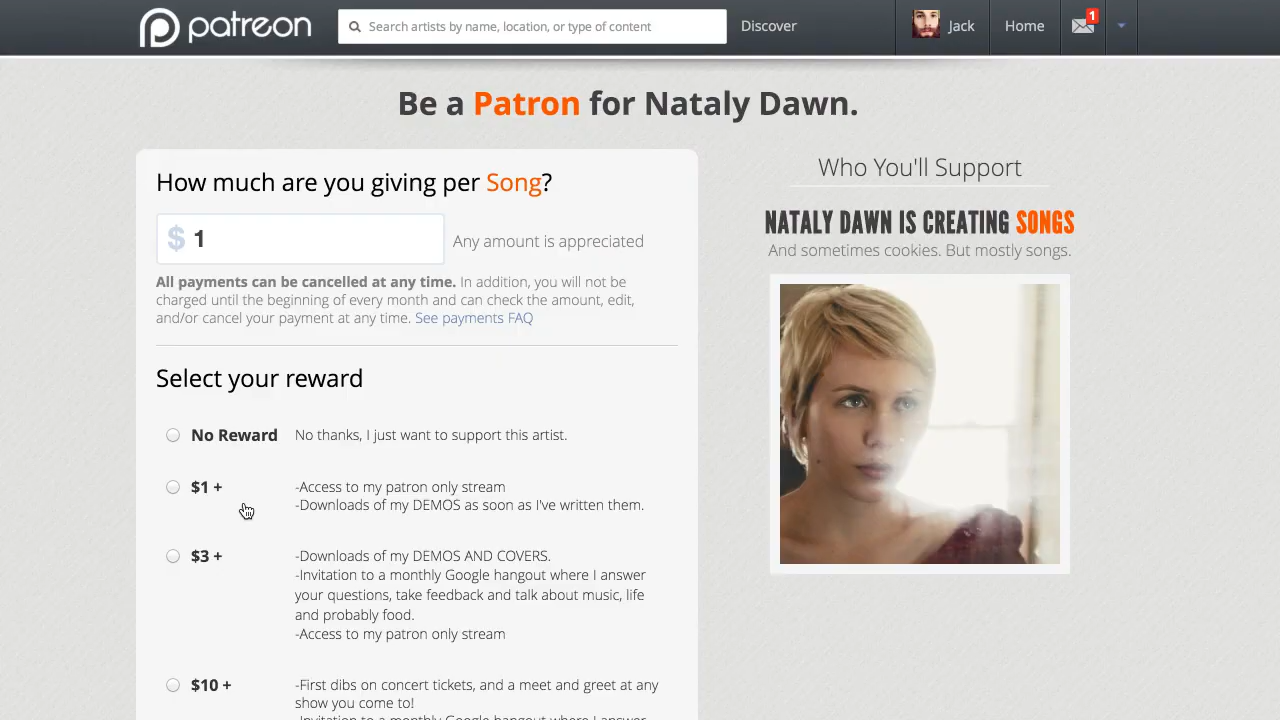 patreon
Search artists by name, location, or type of content
Discover
Jack
Home
1
Be a Patron for Nataly Dawn.
How much are you giving per Song?
$ 1
Any amount is appreciated
All payments can be cancelled at any time. In addition, you will not be
charged until the beginning of every month and can check the amount, edit,
and/or cancel your payment at any time. See payments FAQ
Select your reward
No Reward
No thanks, I just want to support this artist.
$1 +
-Access to my patron only stream
-Downloads of my DEMOS as soon as I've written them.
$3 +
-Downloads of my DEMOS AND COVERS.
-Invitation to a monthly Google hangout where I answer
your questions, take feedback and talk about music, life
and probably food.
-Access to my patron only stream
$10 +
-First dibs on concert tickets, and a meet and greet at any
show you come to!
-Invitation to a monthly Google hangout where I answer
Who You'll Support
NATALY DAWN IS CREATING SONGS
And sometimes cookies. But mostly songs.